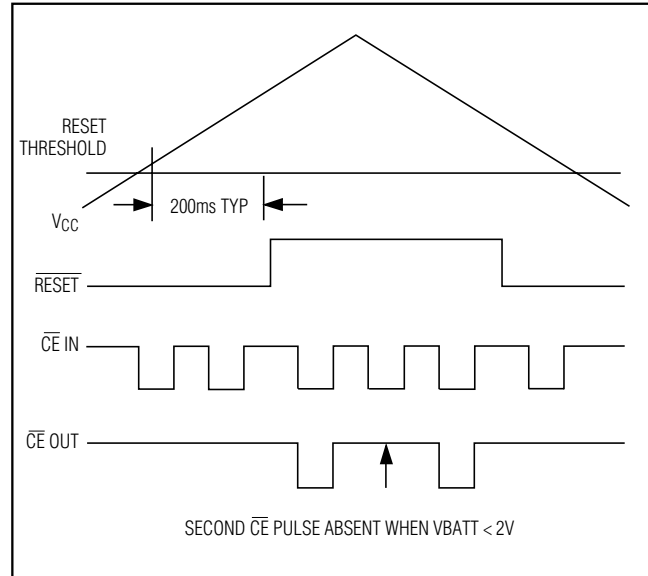 RESET
THRESHOLD
VCC
200ms TYP
RESET
CE IN
CE OUT
SECOND CE PULSE ABSENT WHEN VBATT < 2V